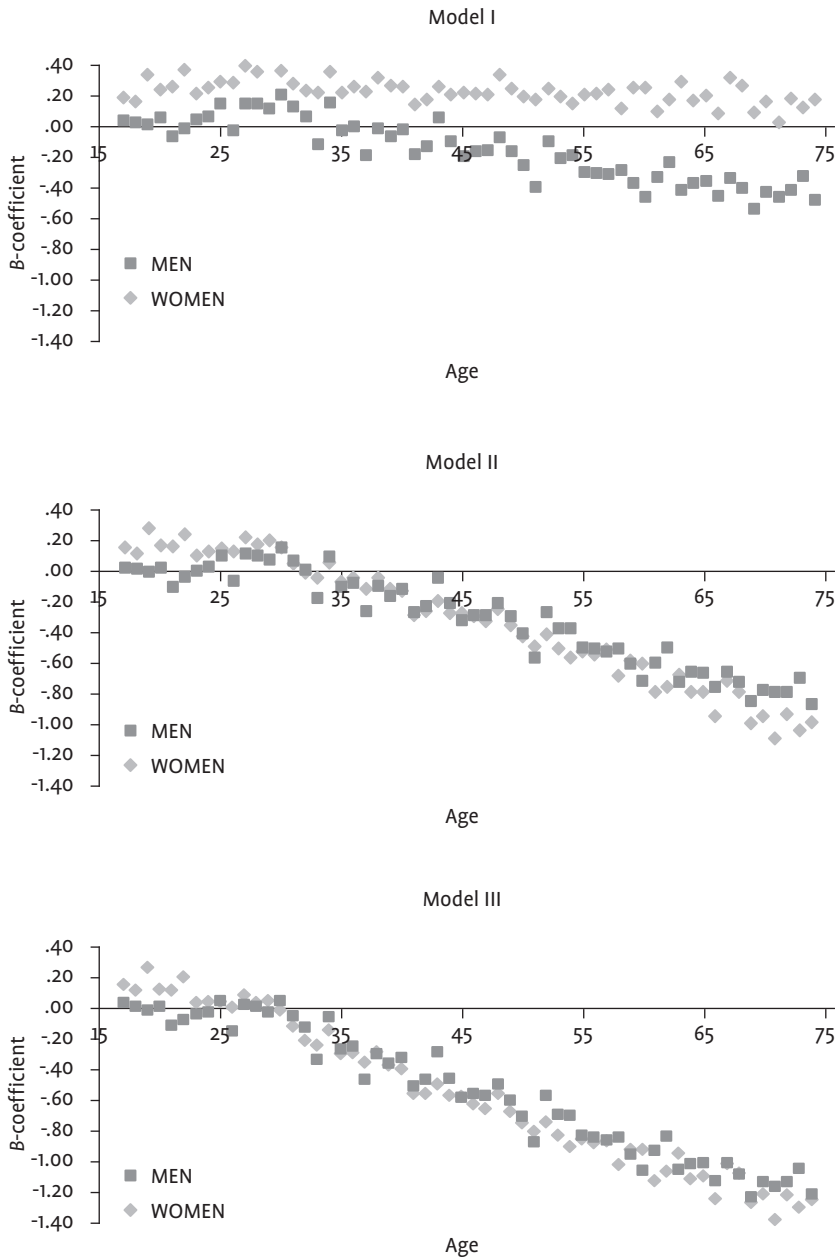 Model I
.40
.20
.00
15 25 35 45 55 65 75
-.20
-.40
-.60
-.80
-1.00
-1.20
-1.40
B-coefficient
MEN
WOMEN
Age
Model II
.40
.20
.00
15 25 35 45 55 65 75
-.20
-.40
-.60
-.80
-1.00
-1.20
-1.40
B-coefficient
MEN
WOMEN
Age
Model III
.40
.20
.00
15 25 35 45 55 65 75
-.20
-.40
-.60
-.80
-1.00
-1.20
-1.40
B-coefficient
MEN
WOMEN
Age